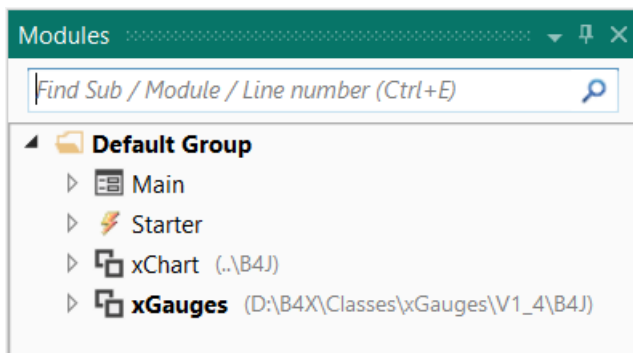 Modules
Find Sub / Module / Line number (Ctrl+E)
Default Group
Main
Starter
xChart (..\B4J)
xGauges (D:\B4X\Classes\xGauges\V1_4\B4J)